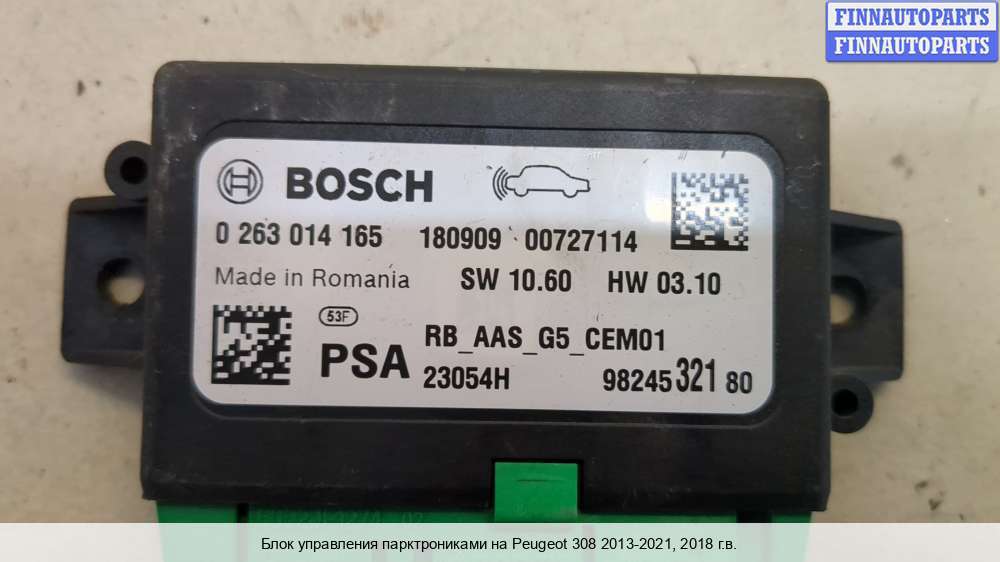 FINNAUTOPARTS
FINNAUTOPARTS
BOSCH
0 263 014 165 180909 00727114
Made in Romania SW 10.60 HW 03.10
53F
PSA RB_AAS_G5_CEM01
23054H 98245 321 80
Блок управления парктрониками на Peugeot 308 2013-2021, 2018 г.в.